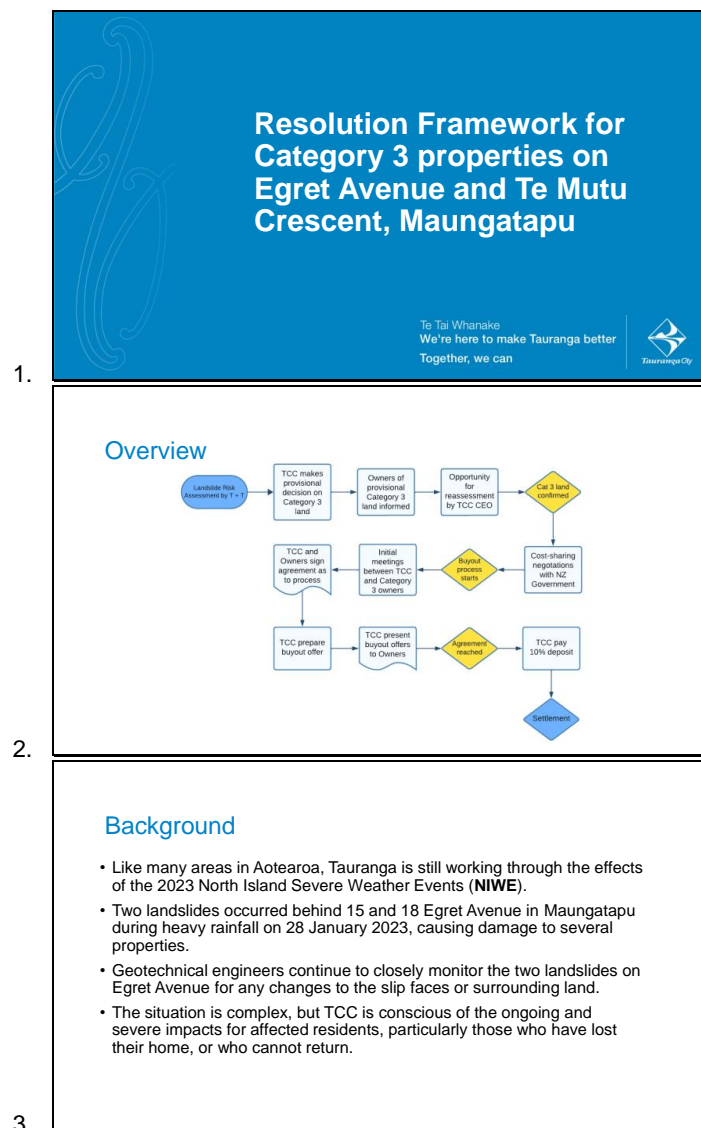 Resolution Framework for
Category 3 properties on
Egret Avenue and Te Mutu
Crescent, Maungatapu
Te Tai Whanake
We're here to make Tauranga better
Together, we can
Tauranga City
1.
Overview
Landslide Risk
Assessment by T + T
TCC makes
provisional
decision on
Category 3
land
Owners of
provisional
Category 3
land informed
Opportunity
for
reassessment
by TCC CEO
Cat 3 land
confirmed
Cost-sharing
negotations
with NZ
Government
Buyout
process
starts
Initial
meetings
between TCC
and Category
3 owners
TCC and
Owners sign
agreement as
to process
TCC prepare
buyout offer
TCC present
buyout offers
to Owners
Agreement
reached
TCC pay
10% deposit
Settlement
2.
Background
• Like many areas in Aotearoa, Tauranga is still working through the effects
of the 2023 North Island Severe Weather Events (NIWE).
• Two landslides occurred behind 15 and 18 Egret Avenue in Maungatapu
during heavy rainfall on 28 January 2023, causing damage to several
properties.
• Geotechnical engineers continue to closely monitor the two landslides on
Egret Avenue for any changes to the slip faces or surrounding land.
• The situation is complex, but TCC is conscious of the ongoing and
severe impacts for affected residents, particularly those who have lost
their home, or who cannot return.
3.